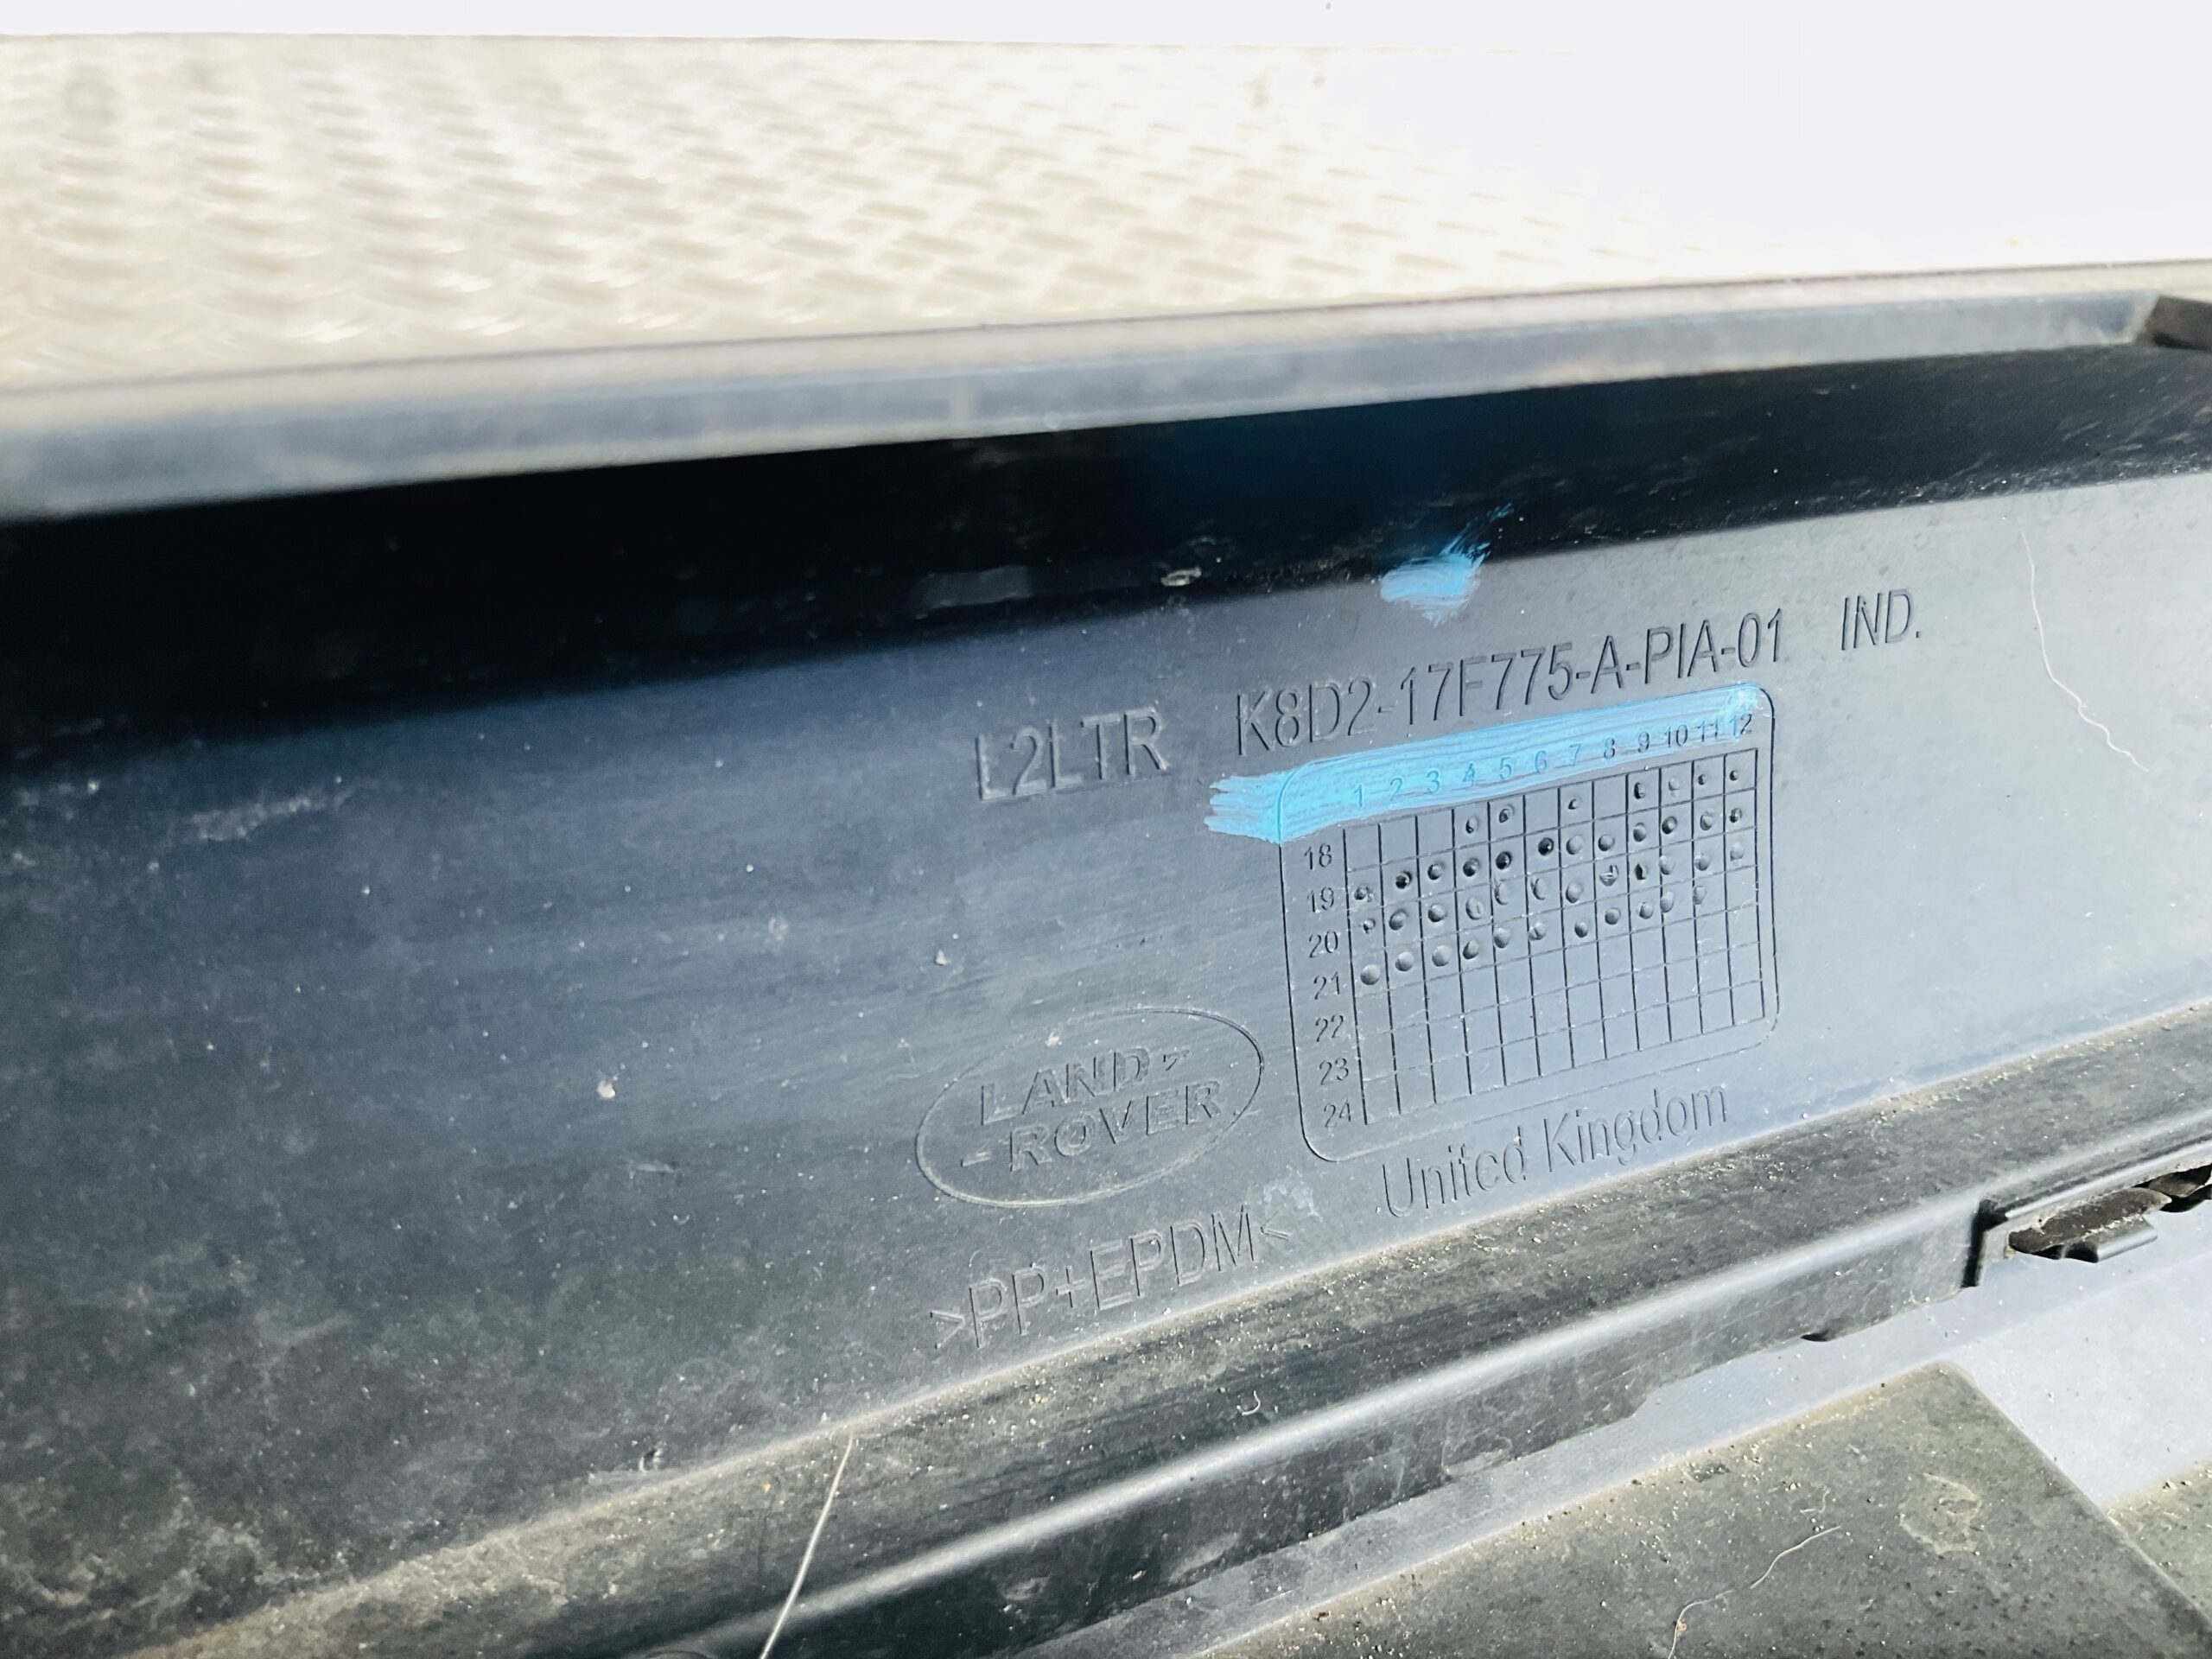 L2LTR K8D2-17F775-A-PIA-01 IND.
1 2 3 4 5 6 7 8 9 10 11 12
18
19
20
21
22
23
24
LAND-
-ROVER
United Kingdom
>PP+EPDM<